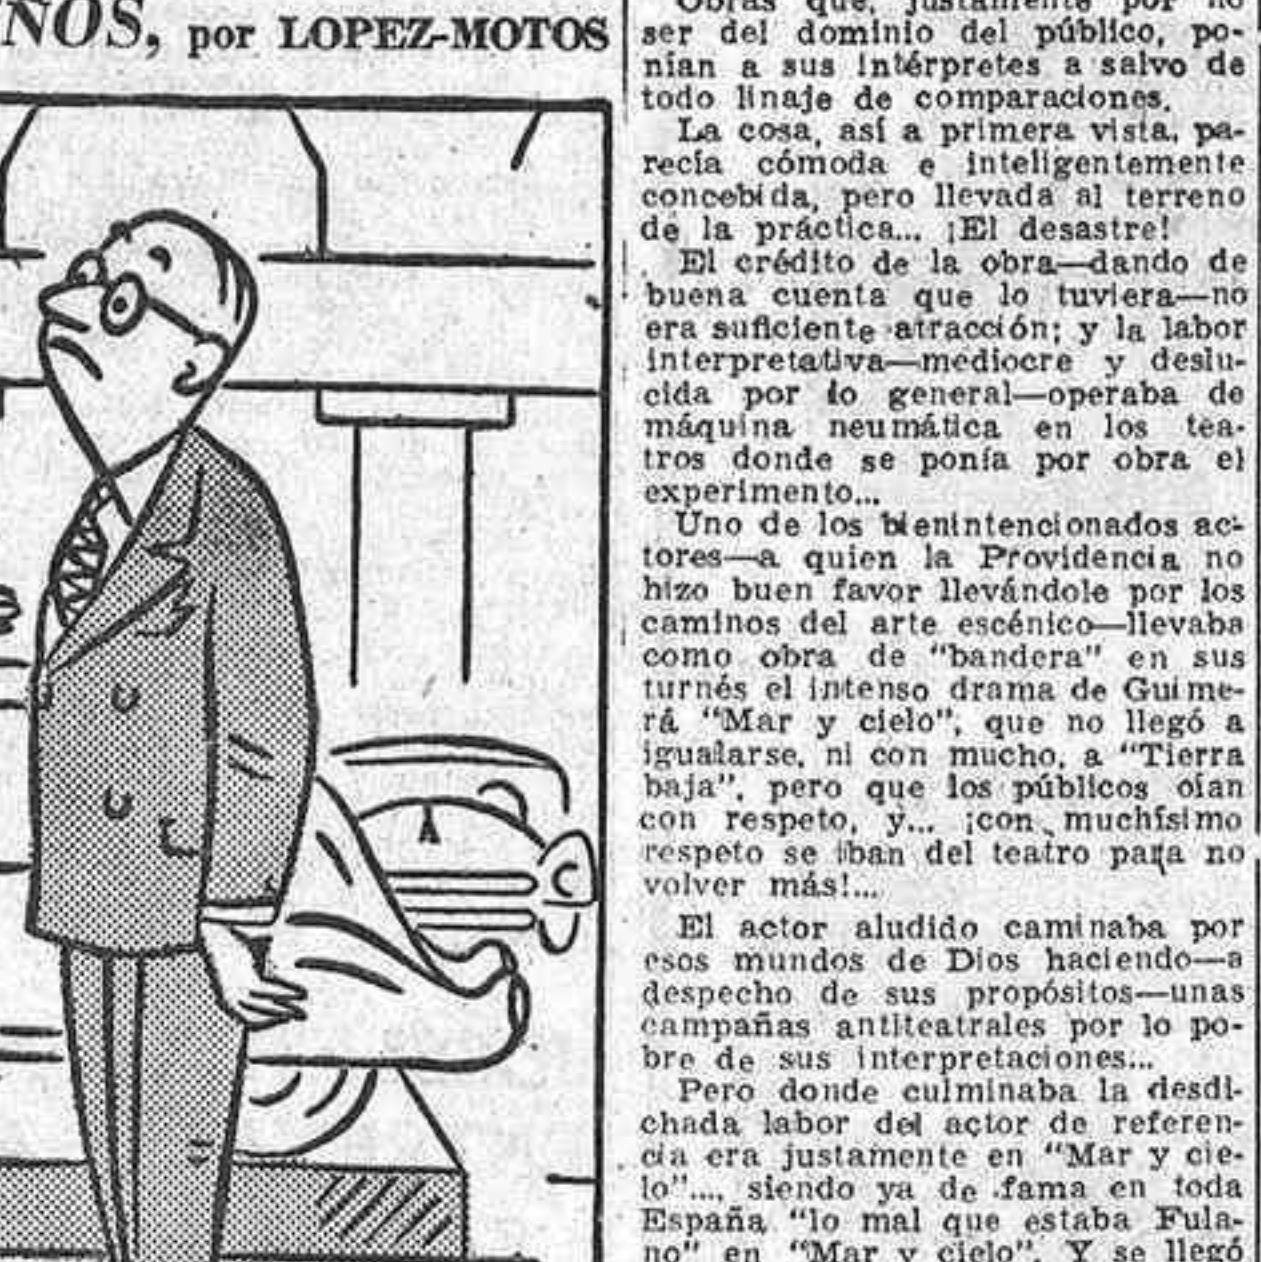 NOS, por LOPEZ-MOTOS
Obras que, justamente por no
ser del dominio del público, po-
nían a sus intérpretes a salvo de
todo linaje de comparaciones.
La cosa, así a primera vista, pa-
recía cómoda e inteligentemente
concebida, pero llevada al terreno
de la práctica... ¡El desastre!
El crédito de la obra—dando de
buena cuenta que lo tuviera—no
era suficiente atracción; y la labor
interpretativa—mediocre y deslu-
cida por lo general—operaba de
máquina neumática en los tea-
tros donde se ponía por obra el
experimento...
Uno de los bienintencionados ac-
tores—a quien la Providencia no
hizo buen favor llevándole por los
caminos del arte escénico—llevaba
como obra de "bandera" en sus
turnés el intenso drama de Guime-
rá "Mar y cielo", que no llegó a
igualarse, ni con mucho, a "Tierra
baja", pero que los públicos oían
con respeto, y... ¡con muchísimo
respeto se iban del teatro para no
volver más!...
El actor aludido caminaba por
esos mundos de Dios haciendo—a
despecho de sus propósitos—unas
campañas antiteatrales por lo po-
bre de sus interpretaciones...
Pero donde culminaba la desdi-
chada labor del actor de referen-
cia era justamente en "Mar y cie-
lo"..., siendo ya de fama en toda
España "lo mal que estaba Fula-
no" en "Mar y cielo". Y se llegó